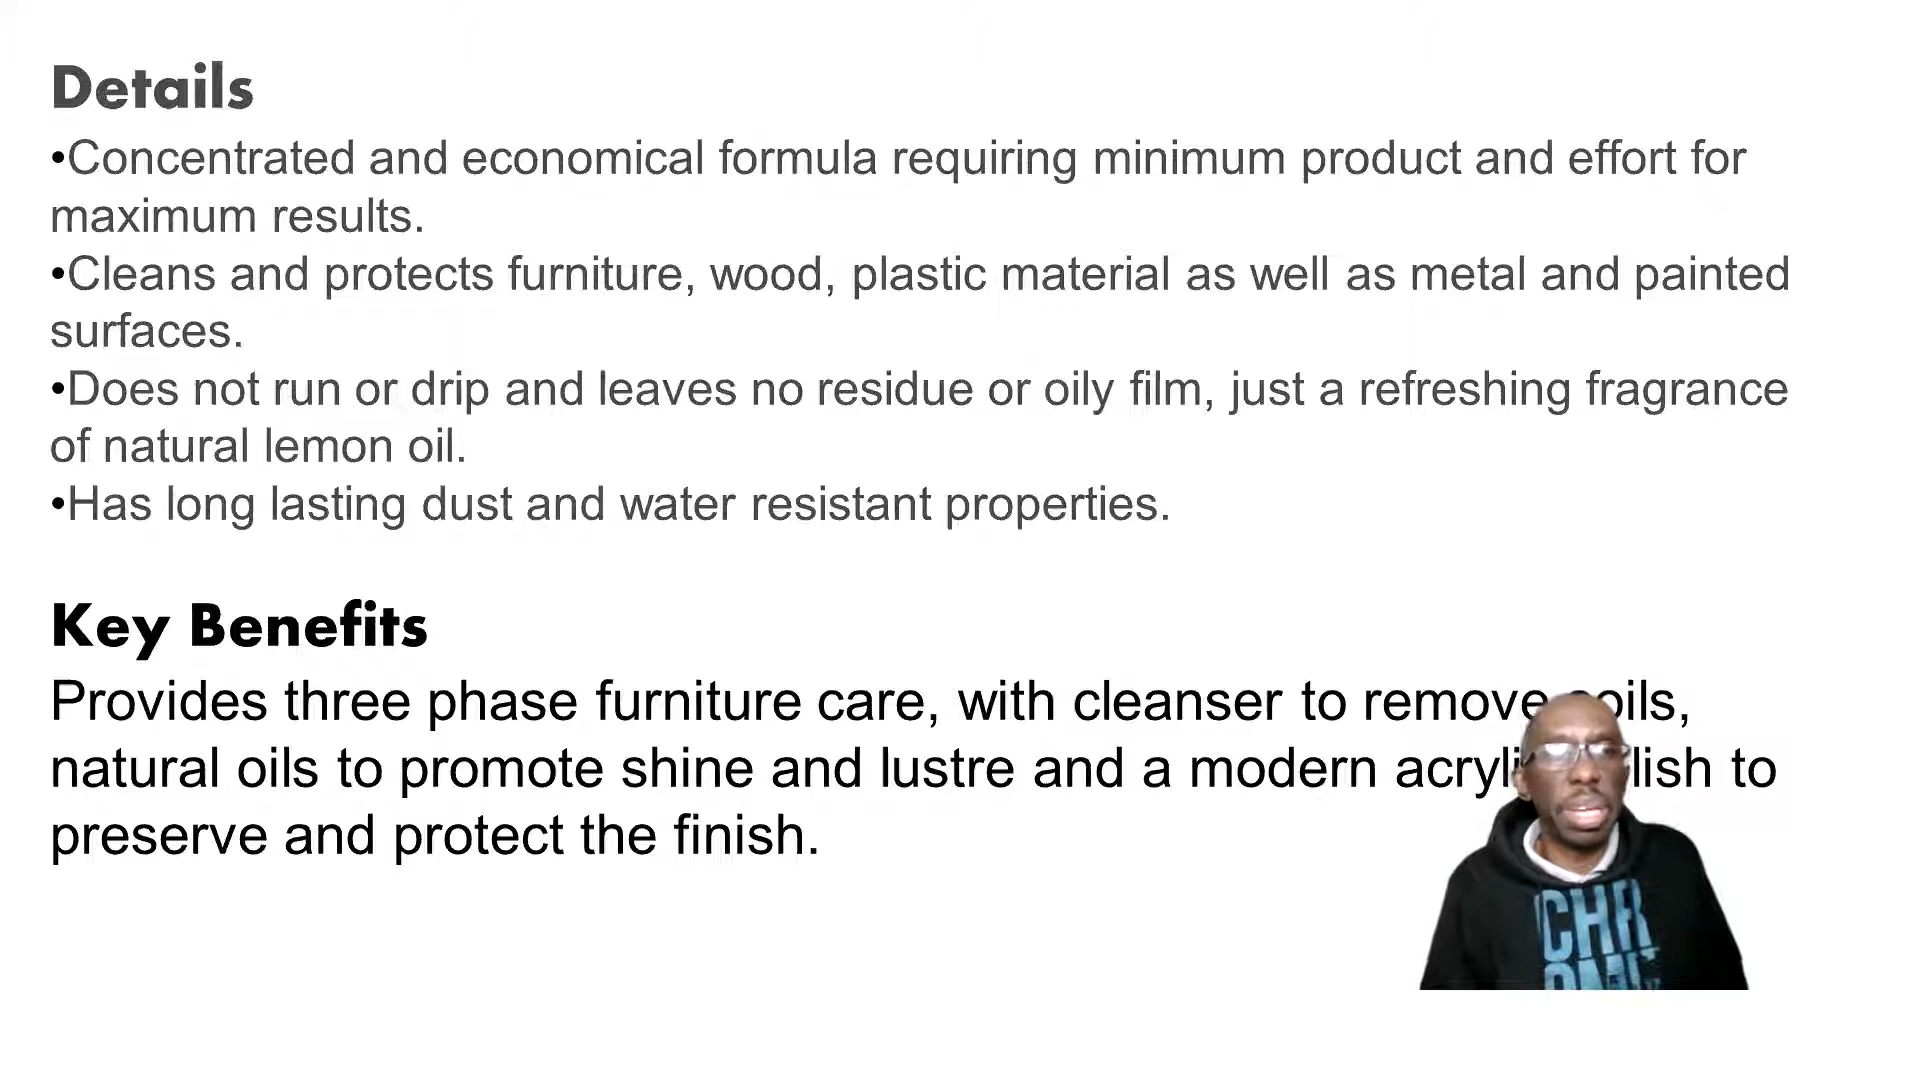 Details
•Concentrated and economical formula requiring minimum product and effort for
maximum results.
•Cleans and protects furniture, wood, plastic material as well as metal and painted
surfaces.
•Does not run or drip and leaves no residue or oily film, just a refreshing fragrance
of natural lemon oil.
•Has long lasting dust and water resistant properties.
Key Benefits
Provides three phase furniture care, with cleanser to remove
natural oils to promote shine and lustre and a modern to
preserve and protect the finish.